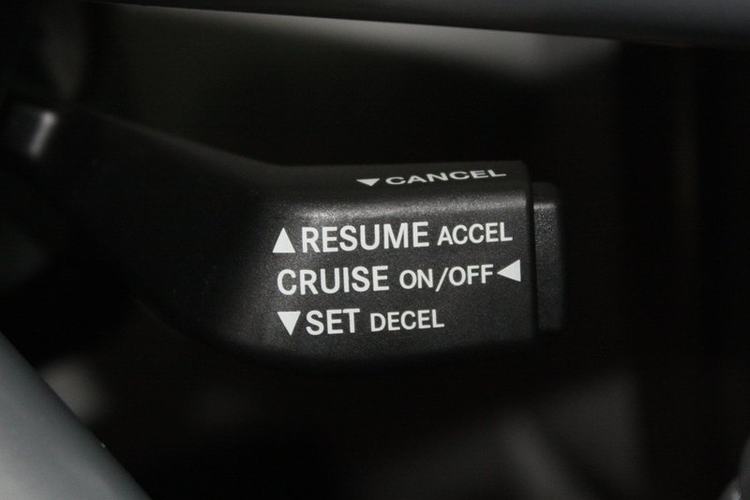 ▼CANCEL
▲RESUME ACCEL
CRUISE ON/OFF◀
▼SET DECEL